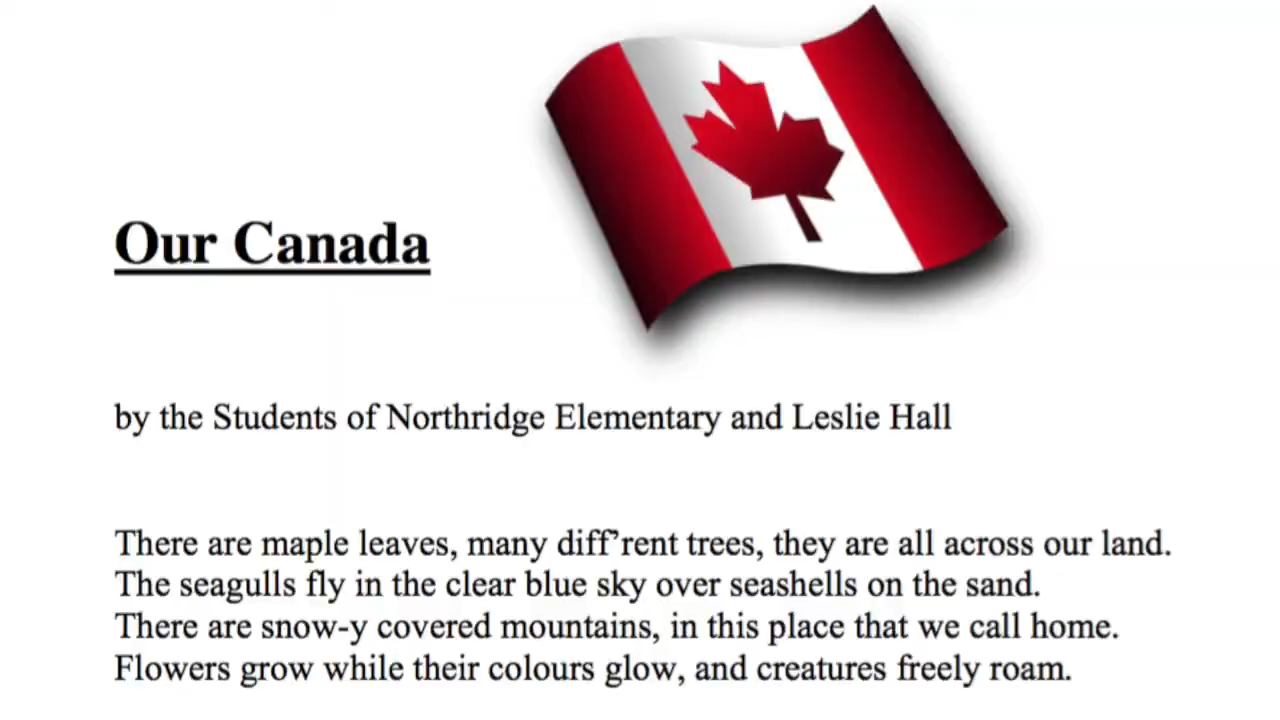 Our Canada
by the Students of Northridge Elementary and Leslie Hall
There are maple leaves, many diff’rent trees, they are all across our land.
The seagulls fly in the clear blue sky over seashells on the sand.
There are snow-y covered mountains, in this place that we call home.
Flowers grow while their colours glow, and creatures freely roam.